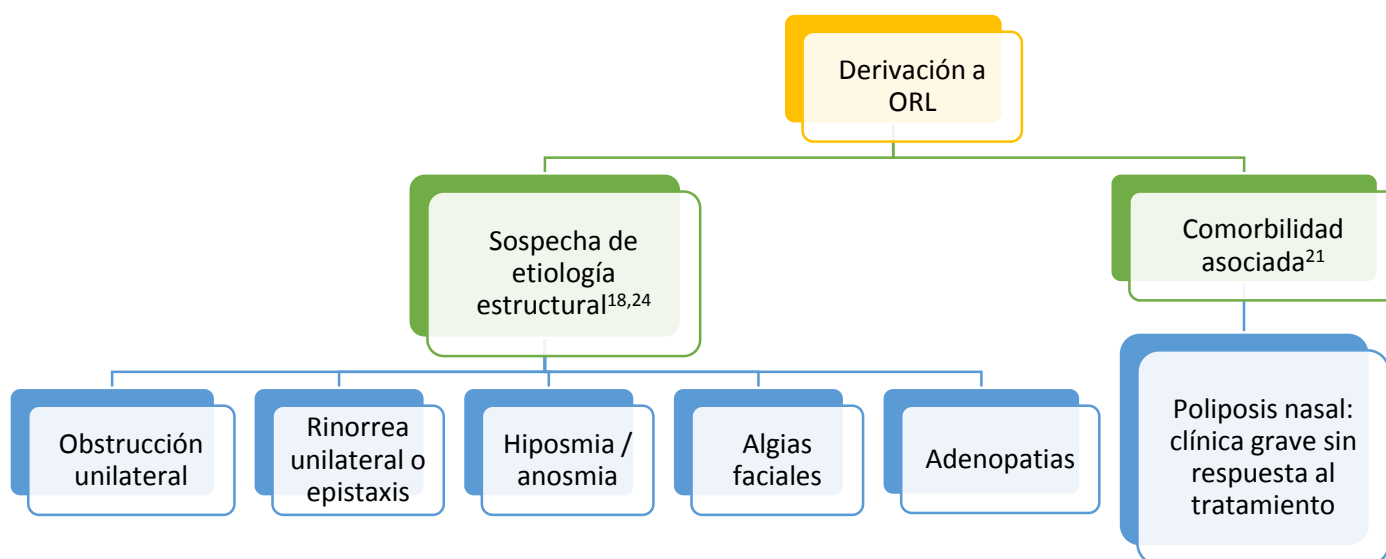 Derivación a
ORL
Sospecha de
etiología
estructural18,24
Comorbilidad
asociada21
Obstrucción
unilateral
Rinorrea
unilateral o
epistaxis
Hiposmia /
anosmia
Algias
faciales
Adenopatias
Poliposis nasal:
clínica grave sin
respuesta al
tratamiento